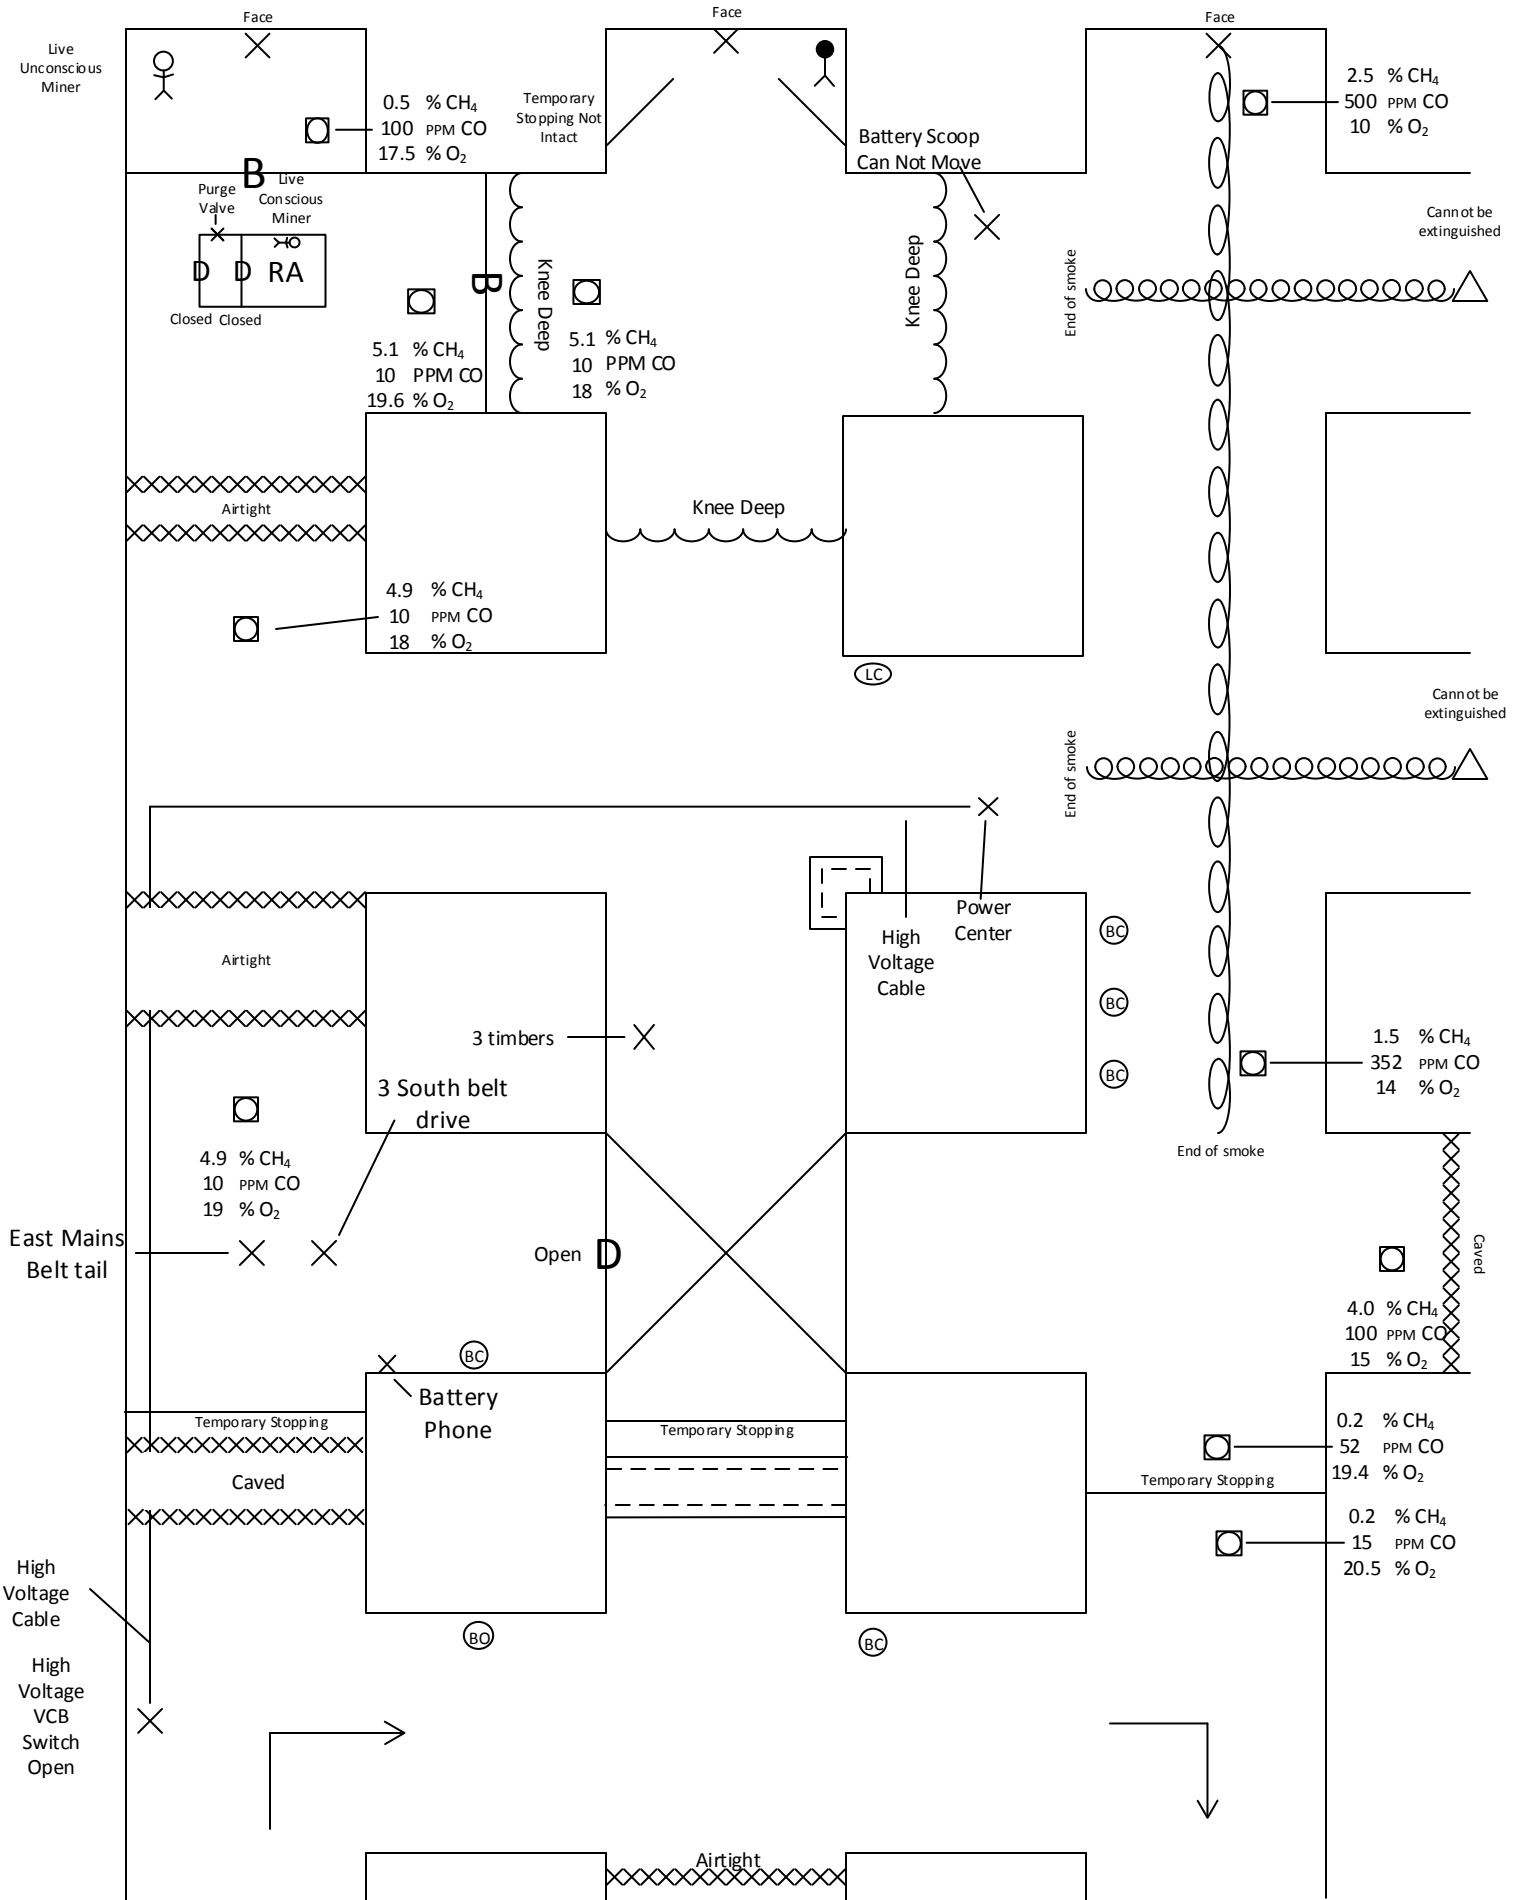 Face
Face
Face
Live
Unconscious
Miner
0.5 % CH₄
100 PPM CO
17.5 % O₂
Temporary
Stopping Not
Intact
Battery Scoop
Can Not Move
2.5 % CH₄
500 PPM CO
10 % O₂
B
Purge
Valve
Live
Conscious
Miner
D D RA
Closed Closed
B
Knee Deep
Knee Deep
End of smoke
Cannot be
extinguished
5.1 % CH₄
10 PPM CO
19.6 % O₂
5.1 % CH₄
10 PPM CO
18 % O₂
Airtight
Knee Deep
4.9 % CH₄
10 PPM CO
18 % O₂
LC
Cannot be
extinguished
End of smoke
Power
Center
High
Voltage
Cable
BC
BC
BC
Airtight
3 timbers
3 South belt
drive
1.5 % CH₄
352 PPM CO
14 % O₂
End of smoke
4.9 % CH₄
10 PPM CO
19 % O₂
East Mains
Belt tail
Open D
Caved
4.0 % CH₄
100 PPM CO
15 % O₂
BC
Battery
Phone
Temporary Stopping
Temporary Stopping
Caved
0.2 % CH₄
52 PPM CO
19.4 % O₂
Temporary Stopping
0.2 % CH₄
15 PPM CO
20.5 % O₂
High
Voltage
Cable
BO
BC
High
Voltage
VCB
Switch
Open
Airtight